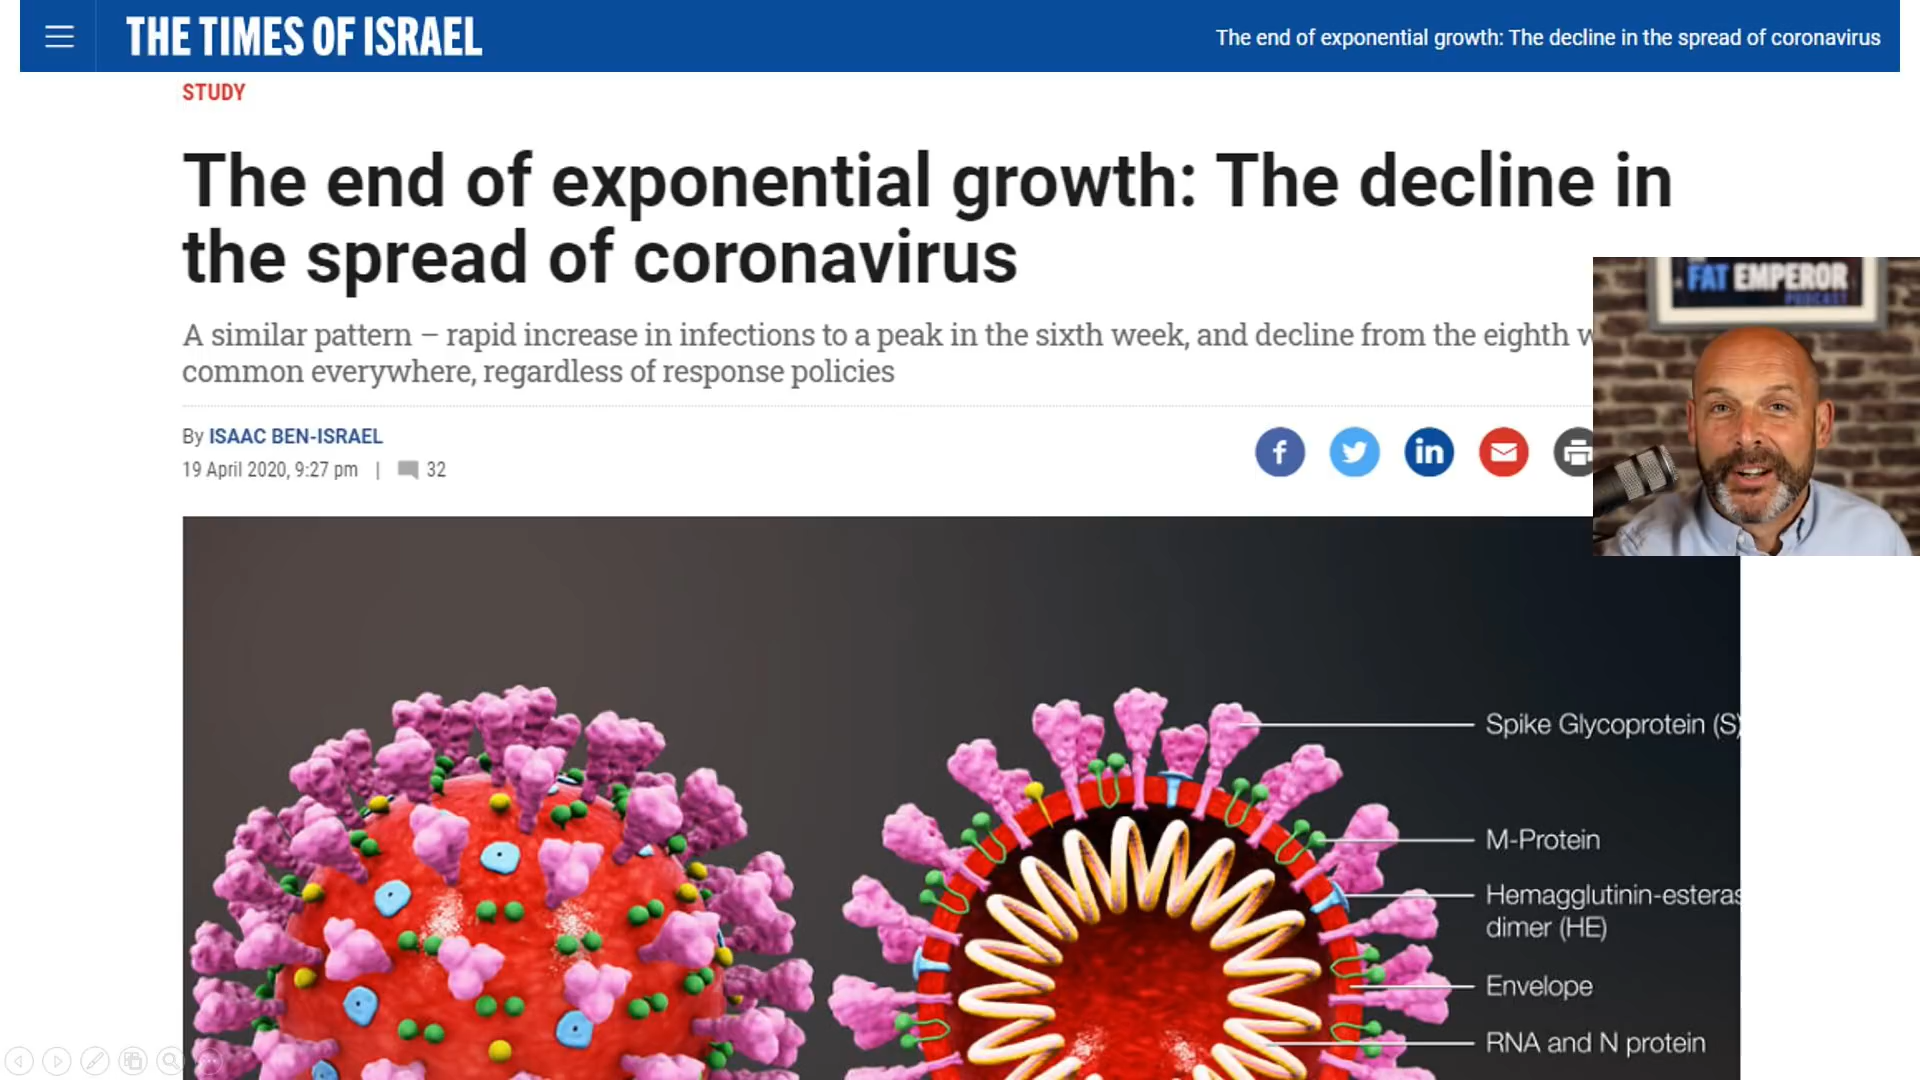 THE TIMES OF ISRAEL
The end of exponential growth: The decline in the spread of coronavirus
STUDY
The end of exponential growth: The decline in
the spread of coronavirus
A similar pattern – rapid increase in infections to a peak in the sixth week, and decline from the eighth
common everywhere, regardless of response policies
By ISAAC BEN-ISRAEL
19 April 2020, 9:27 pm | 32
FAT EMPEROR
PODCAST
Spike Glycoprotein (S)
M-Protein
Hemagglutinin-esteras
dimer (HE)
Envelope
RNA and N protein